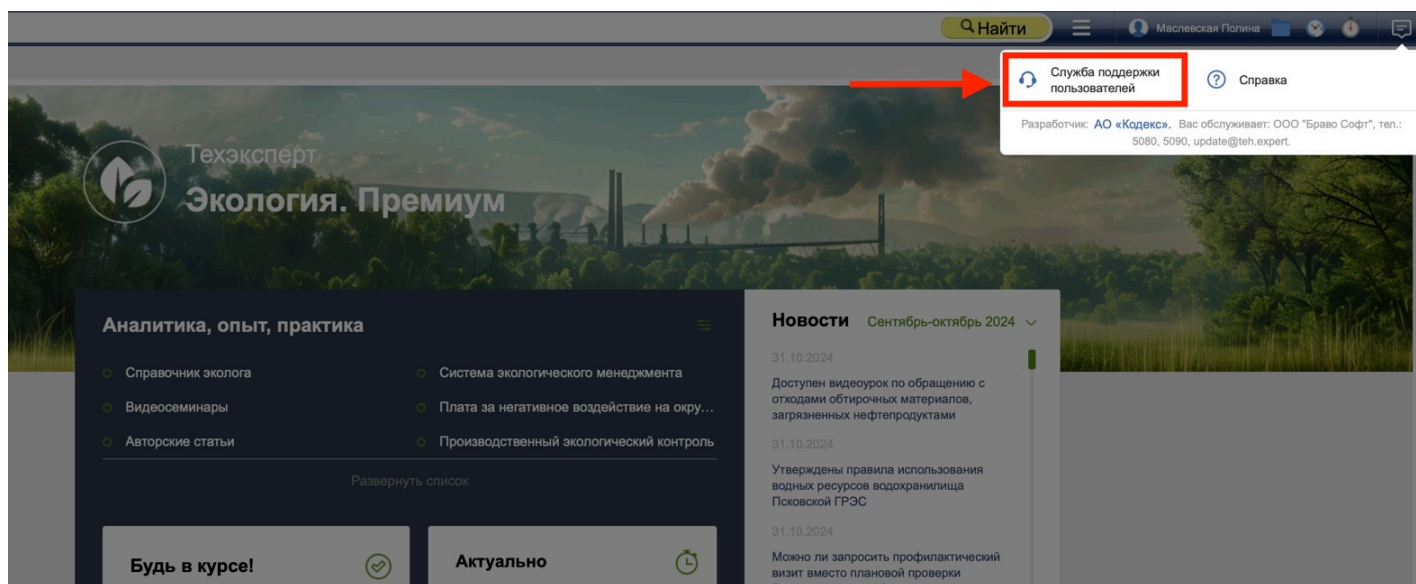 Найти
Маслевская Полина
Служба поддержки
пользователей
Справка
Разработчик: АО «Кодекс». Вас обслуживает: ООО "Браво Софт", тел.:
5080, 5090, update@teh.expert.
Техэксперт
Экология. Премиум
Аналитика, опыт, практика
Справочник эколога
Система экологического менеджмента
Видеосеминары
Плата за негативное воздействие на окру...
Авторские статьи
Производственный экологический контроль
Развернуть список
Будь в курсе!
Актуально
Новости Сентябрь-октябрь 2024
31.10.2024
Доступен видеоурок по обращению с
отходами обтирочных материалов,
загрязненных нефтепродуктами
31.10.2024
Утверждены правила использования
водных ресурсов водохранилища
Псковской ГРЭС
31.10.2024
Можно ли запросить профилактический
визит вместо плановой проверки